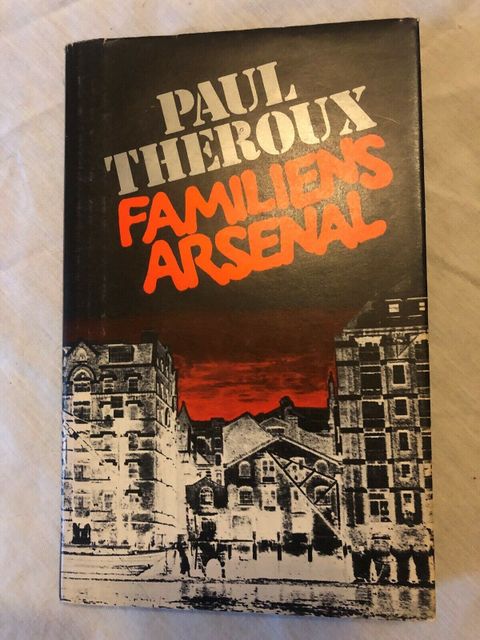 PAUL
THEROUX
FAMILIENS
ARSENAL